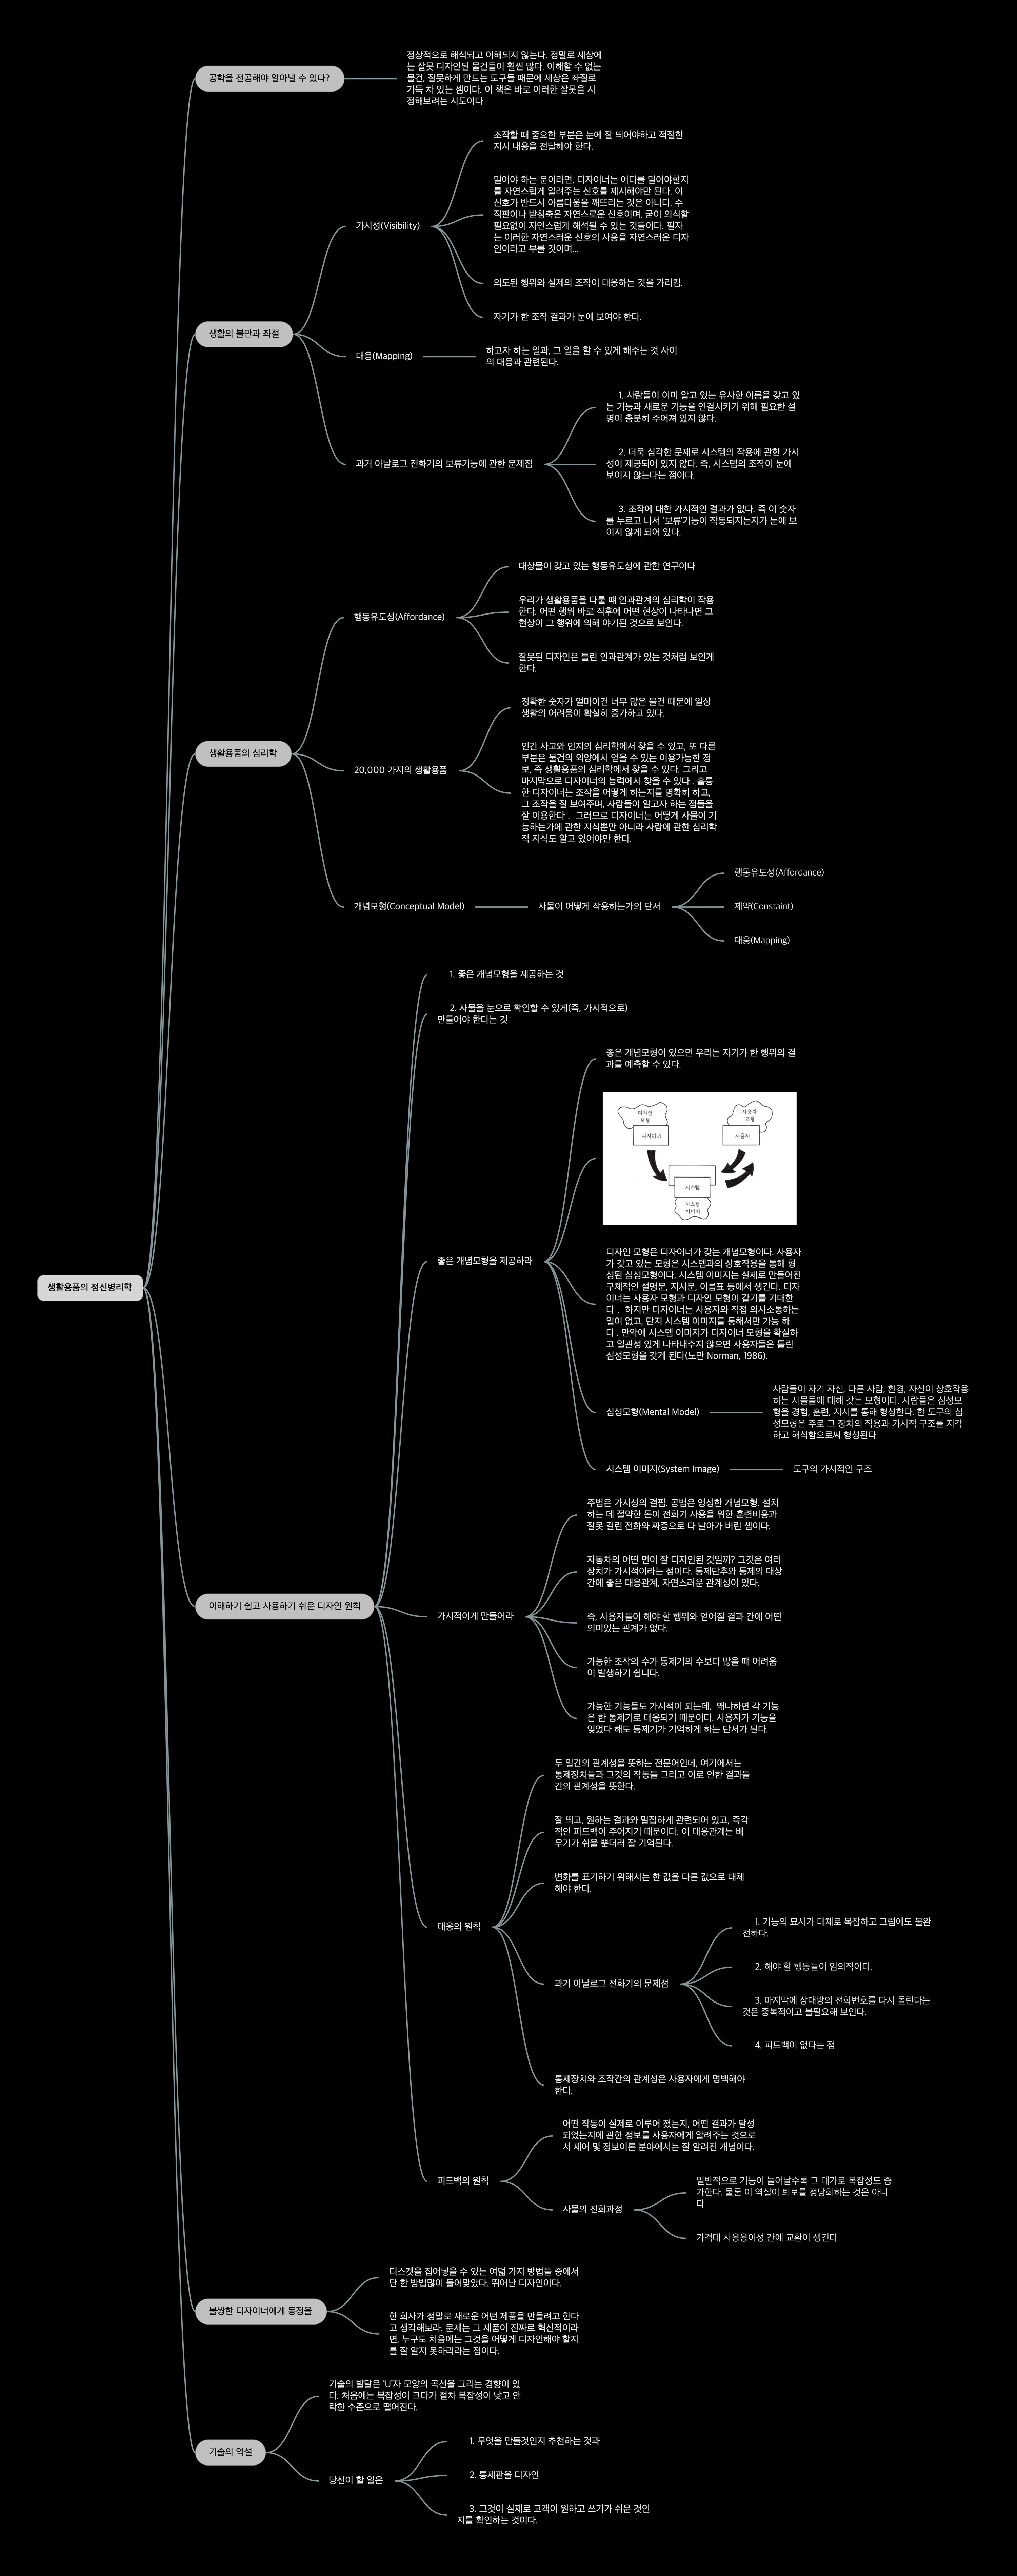 공학을 전공해야 알아낼 수 있다?
정상적으로 해석되고 이해되지 않는다. 정말로 세상에
는 잘못 디자인된 물건들이 훨씬 많다. 이해할 수 없는
물건, 잘못하게 만드는 도구들 때문에 세상은 좌절로
가득 차 있는 셈이다. 이 책은 바로 이러한 잘못을 시
정해보려는 시도이다
생활의 불만과 좌절
가시성(Visibility)
조작할 때 중요한 부분은 눈에 잘 띄어야하고 적절한
지시 내용을 전달해야 한다.
밀어야 하는 문이라면, 디자이너는 어디를 밀어야할지
를 자연스럽게 알려주는 신호를 제시해야만 된다. 이
신호가 반드시 아름다움을 깨뜨리는 것은 아니다. 수
직판이나 받침축은 자연스로운 신호이며, 굳이 의식할
필요없이 자연스럽게 해석될 수 있는 것들이다. 필자
는 이러한 자연스러운 신호의 사용을 자연스러운 디자
인이라고 부를 것이며...
의도된 행위와 실제의 조작이 대응하는 것을 가리킴.
자기가 한 조작 결과가 눈에 보여야 한다.
대응(Mapping)
하고자 하는 일과, 그 일을 할 수 있게 해주는 것 사이
의 대응과 관련된다.
과거 아날로그 전화기의 보류기능에 관한 문제점
1. 사람들이 이미 알고 있는 유사한 이름을 갖고 있
는 기능과 새로운 기능을 연결시키기 위해 필요한 설
명이 충분히 주어져 있지 않다.
2. 더욱 심각한 문제로 시스템의 작용에 관한 가시
성이 제공되어 있지 않다. 즉, 시스템의 조작이 눈에
보이지 않는다는 점이다.
3. 조작에 대한 가시적인 결과가 없다. 즉 이 숫자
를 누르고 나서 '보류'기능이 작동되지는지가 눈에 보
이지 않게 되어 있다.
생활용품의 심리학
행동유도성(Affordance)
대상물이 갖고 있는 행동유도성에 관한 연구이다
우리가 생활용품을 다룰 떄 인과관계의 심리학이 작용
한다. 어떤 행위 바로 직후에 어떤 현상이 나타나면 그
현상이 그 행위에 의해 야기된 것으로 보인다.
잘못된 디자인은 틀린 인과관계가 있는 것처럼 보인게
한다.
20,000 가지의 생활용품
정확한 숫자가 얼마이건 너무 많은 물건 때문에 일상
생활의 어려움이 확실히 증가하고 있다.
인간 사고와 인지의 심리학에서 찾을 수 있고, 또 다른
부분은 물건의 외양에서 얻을 수 있는 이용가능한 정
보, 즉 생활용품의 심리학에서 찾을 수 있다. 그리고
마지막으로 디자이너의 능력에서 찾을 수 있다 . 훌륭
한 디자이너는 조작을 어떻게 하는지를 명확히 하고,
그 조작을 잘 보여주며, 사람들이 알고자 하는 점들을
잘 이용한다 .  그러므로 디자이너는 어떻게 사물이 기
능하는가에 관한 지식뿐만 아니라 사람에 관한 심리학
적 지식도 알고 있어야만 한다.
개념모형(Conceptual Model)
사물이 어떻게 작용하는가의 단서
행동유도성(Affordance)
제약(Constaint)
대응(Mapping)
생활용품의 정신병리학
이해하기 쉽고 사용하기 쉬운 디자인 원칙
1. 좋은 개념모형을 제공하는 것
2. 사물을 눈으로 확인할 수 있게(즉, 가시적으로)
만들어야 한다는 것
좋은 개념모형을 제공하라
좋은 개념모형이 있으면 우리는 자기가 한 행위의 결
과를 예측할 수 있다.
디자인
모형
디자이너
사용자
모형
사용자
시스템
시스템
이미지
디자인 모형은 디자이너가 갖는 개념모형이다. 사용자
가 갖고 있는 모형은 시스템과의 상호작용을 통해 형
성된 심성모형이다. 시스템 이미지는 실제로 만들어진
구체적인 설명문, 지시문, 이름표 등에서 생긴다. 디자
이너는 사용자 모형과 디자인 모형이 같기를 기대한
다 .  하지만 디자이너는 사용자와 직접 의사소통하는
일이 없고, 단지 시스템 이미지를 통해서만 가능 하
다 . 만약에 시스템 이미지가 디자이너 모형을 확실하
고 일관성 있게 나타내주지 않으면 사용자들은 틀린
심성모형을 갖게 된다(노만 Norman, 1986).
심성모형(Mental Model)
사람들이 자기 자신, 다른 사람, 환경, 자신이 상호작용
하는 사물들에 대해 갖는 모형이다. 사람들은 심성모
형을 경험, 훈련, 지시를 통해 형성한다. 한 도구의 심
성모형은 주로 그 장치의 작용과 가시적 구조를 지각
하고 해석함으로써 형성된다
시스템 이미지(System Image)
도구의 가시적인 구조
가시적이게 만들어라
주범은 가시성의 결핍. 공범은 엉성한 개념모형. 설치
하는 데 절약한 돈이 전화기 사용을 위한 훈련비용과
잘못 걸린 전화와 짜증으로 다 날아가 버린 셈이다.
자동차의 어떤 면이 잘 디자인된 것일까? 그것은 여러
장치가 가시적이라는 점이다. 통제단추와 통제의 대상
간에 좋은 대응관계, 자연스러운 관계성이 있다.
즉, 사용자들이 해야 할 행위와 얻어질 결과 간에 어떤
의미있는 관계가 없다.
가능한 조작의 수가 통제기의 수보다 많을 떄 어려움
이 발생하기 쉽니다.
가능한 기능들도 가시적이 되는데,  왜냐하면 각 기능
은 한 통제기로 대응되기 때문이다. 사용자가 기능을
잊었다 해도 통제기가 기억하게 하는 단서가 된다.
대응의 원칙
두 일간의 관계성을 뜻하는 전문어인데, 여기에서는
통제장치들과 그것의 작동들 그리고 이로 인한 결과들
간의 관계성을 뜻한다.
잘 띄고, 원하는 결과와 밀접하게 관련되어 있고, 즉각
적인 피드백이 주어지기 때문이다. 이 대응관계는 배
우기가 쉬울 뿐더러 잘 기억된다.
변화를 표기하기 위해서는 한 값을 다른 값으로 대체
해야 한다.
과거 아날로그 전화기의 문제점
1. 기능의 묘사가 대체로 복잡하고 그럼에도 불완
전하다.
2. 해야 할 행동들이 임의적이다.
3. 마지막에 상대방의 전화번호를 다시 돌린다는
것은 중복적이고 불필요해 보인다.
4. 피드백이 없다는 점
통제장치와 조작간의 관계성은 사용자에게 명백해야
한다.
피드백의 원칙
어떤 작동이 실제로 이루어 졌는지, 어떤 결과가 달성
되었는지에 관한 정보를 사용자에게 알려주는 것으로
서 제어 및 정보이론 분야에서는 잘 알려진 개념이다.
사물의 진화과정
일반적으로 기능이 늘어날수록 그 대가로 복잡성도 증
가한다. 물론 이 역설이 퇴보를 정당화하는 것은 아니
다
가격대 사용용이성 간에 교환이 생긴다
불쌍한 디자이너에게 동정을
디스켓을 집어넣을 수 있는 여덟 가지 방법들 중에서
단 한 방법많이 들어맞았다. 뛰어난 디자인이다.
한 회사가 정말로 새로운 어떤 제품을 만들려고 한다
고 생각해보라. 문제는 그 제품이 진짜로 혁신적이라
면, 누구도 처음에는 그것을 어떻게 디자인해야 할지
를 잘 알지 못하리라는 점이다.
기술의 역설
기술의 발달은 'U'자 모양의 곡선을 그리는 경향이 있
다. 처음에는 복잡성이 크다가 절차 복잡성이 낮고 안
락한 수준으로 떨어진다.
당신이 할 일은
1. 무엇을 만들것인지 추천하는 것과
2. 통제판을 디자인
3. 그것이 실제로 고객이 원하고 쓰기가 쉬운 것인
지를 확인하는 것이다.